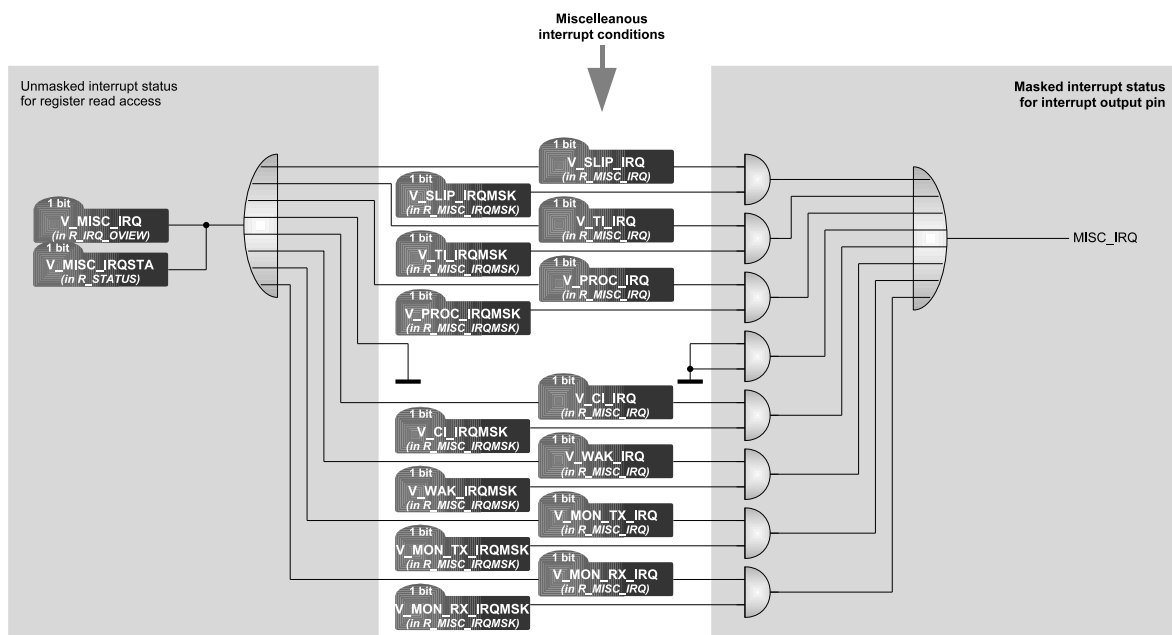 Miscelleanous
interrupt conditions
Unmasked interrupt status
for register read access
Masked interrupt status
for interrupt output pin
1 bit
V_SLIP_IRQ
(in R_MISC_IRQ)
1 bit
V_SLIP_IRQMSK
(in R_MISC_IRQMSK)
1 bit
V_MISC_IRQ
(in R_IRQ_OVIEW)
1 bit
V_MISC_IRQSTA
(in R_STATUS)
1 bit
V_TI_IRQ
(in R_MISC_IRQ)
1 bit
V_TI_IRQMSK
(in R_MISC_IRQMSK)
MISC_IRQ
1 bit
V_PROC_IRQ
(in R_MISC_IRQ)
1 bit
V_PROC_IRQMSK
(in R_MISC_IRQMSK)
1 bit
V_CI_IRQ
(in R_MISC_IRQ)
1 bit
V_CI_IRQMSK
(in R_MISC_IRQMSK)
1 bit
V_WAK_IRQ
(in R_MISC_IRQ)
1 bit
V_WAK_IRQMSK
(in R_MISC_IRQMSK)
1 bit
V_MON_TX_IRQ
(in R_MISC_IRQ)
1 bit
V_MON_TX_IRQMSK
(in R_MISC_IRQMSK)
1 bit
V_MON_RX_IRQ
(in R_MISC_IRQ)
1 bit
V_MON_RX_IRQMSK
(in R_MISC_IRQMSK)